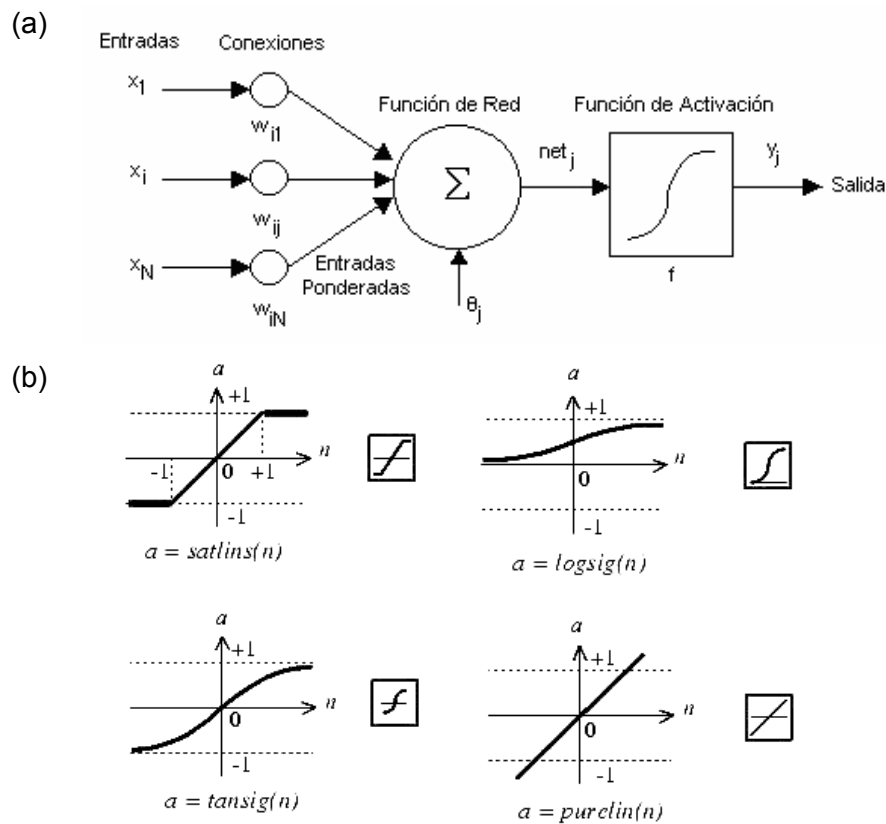 (a)
Entradas Conexiones
x1
wi1
Función de Red Función de Activación
xi
wij
Σ
netj
yj
Salida
xN
wiN
Entradas
Ponderadas
θj
f
(b)
a
+1
n
-1 0 +1
-1
a = satlins(n)
a
+1
n
0
-1
a = logsig(n)
a
+1
n
0
-1
a = tansig(n)
a
+1
n
0
-1
a = purelin(n)